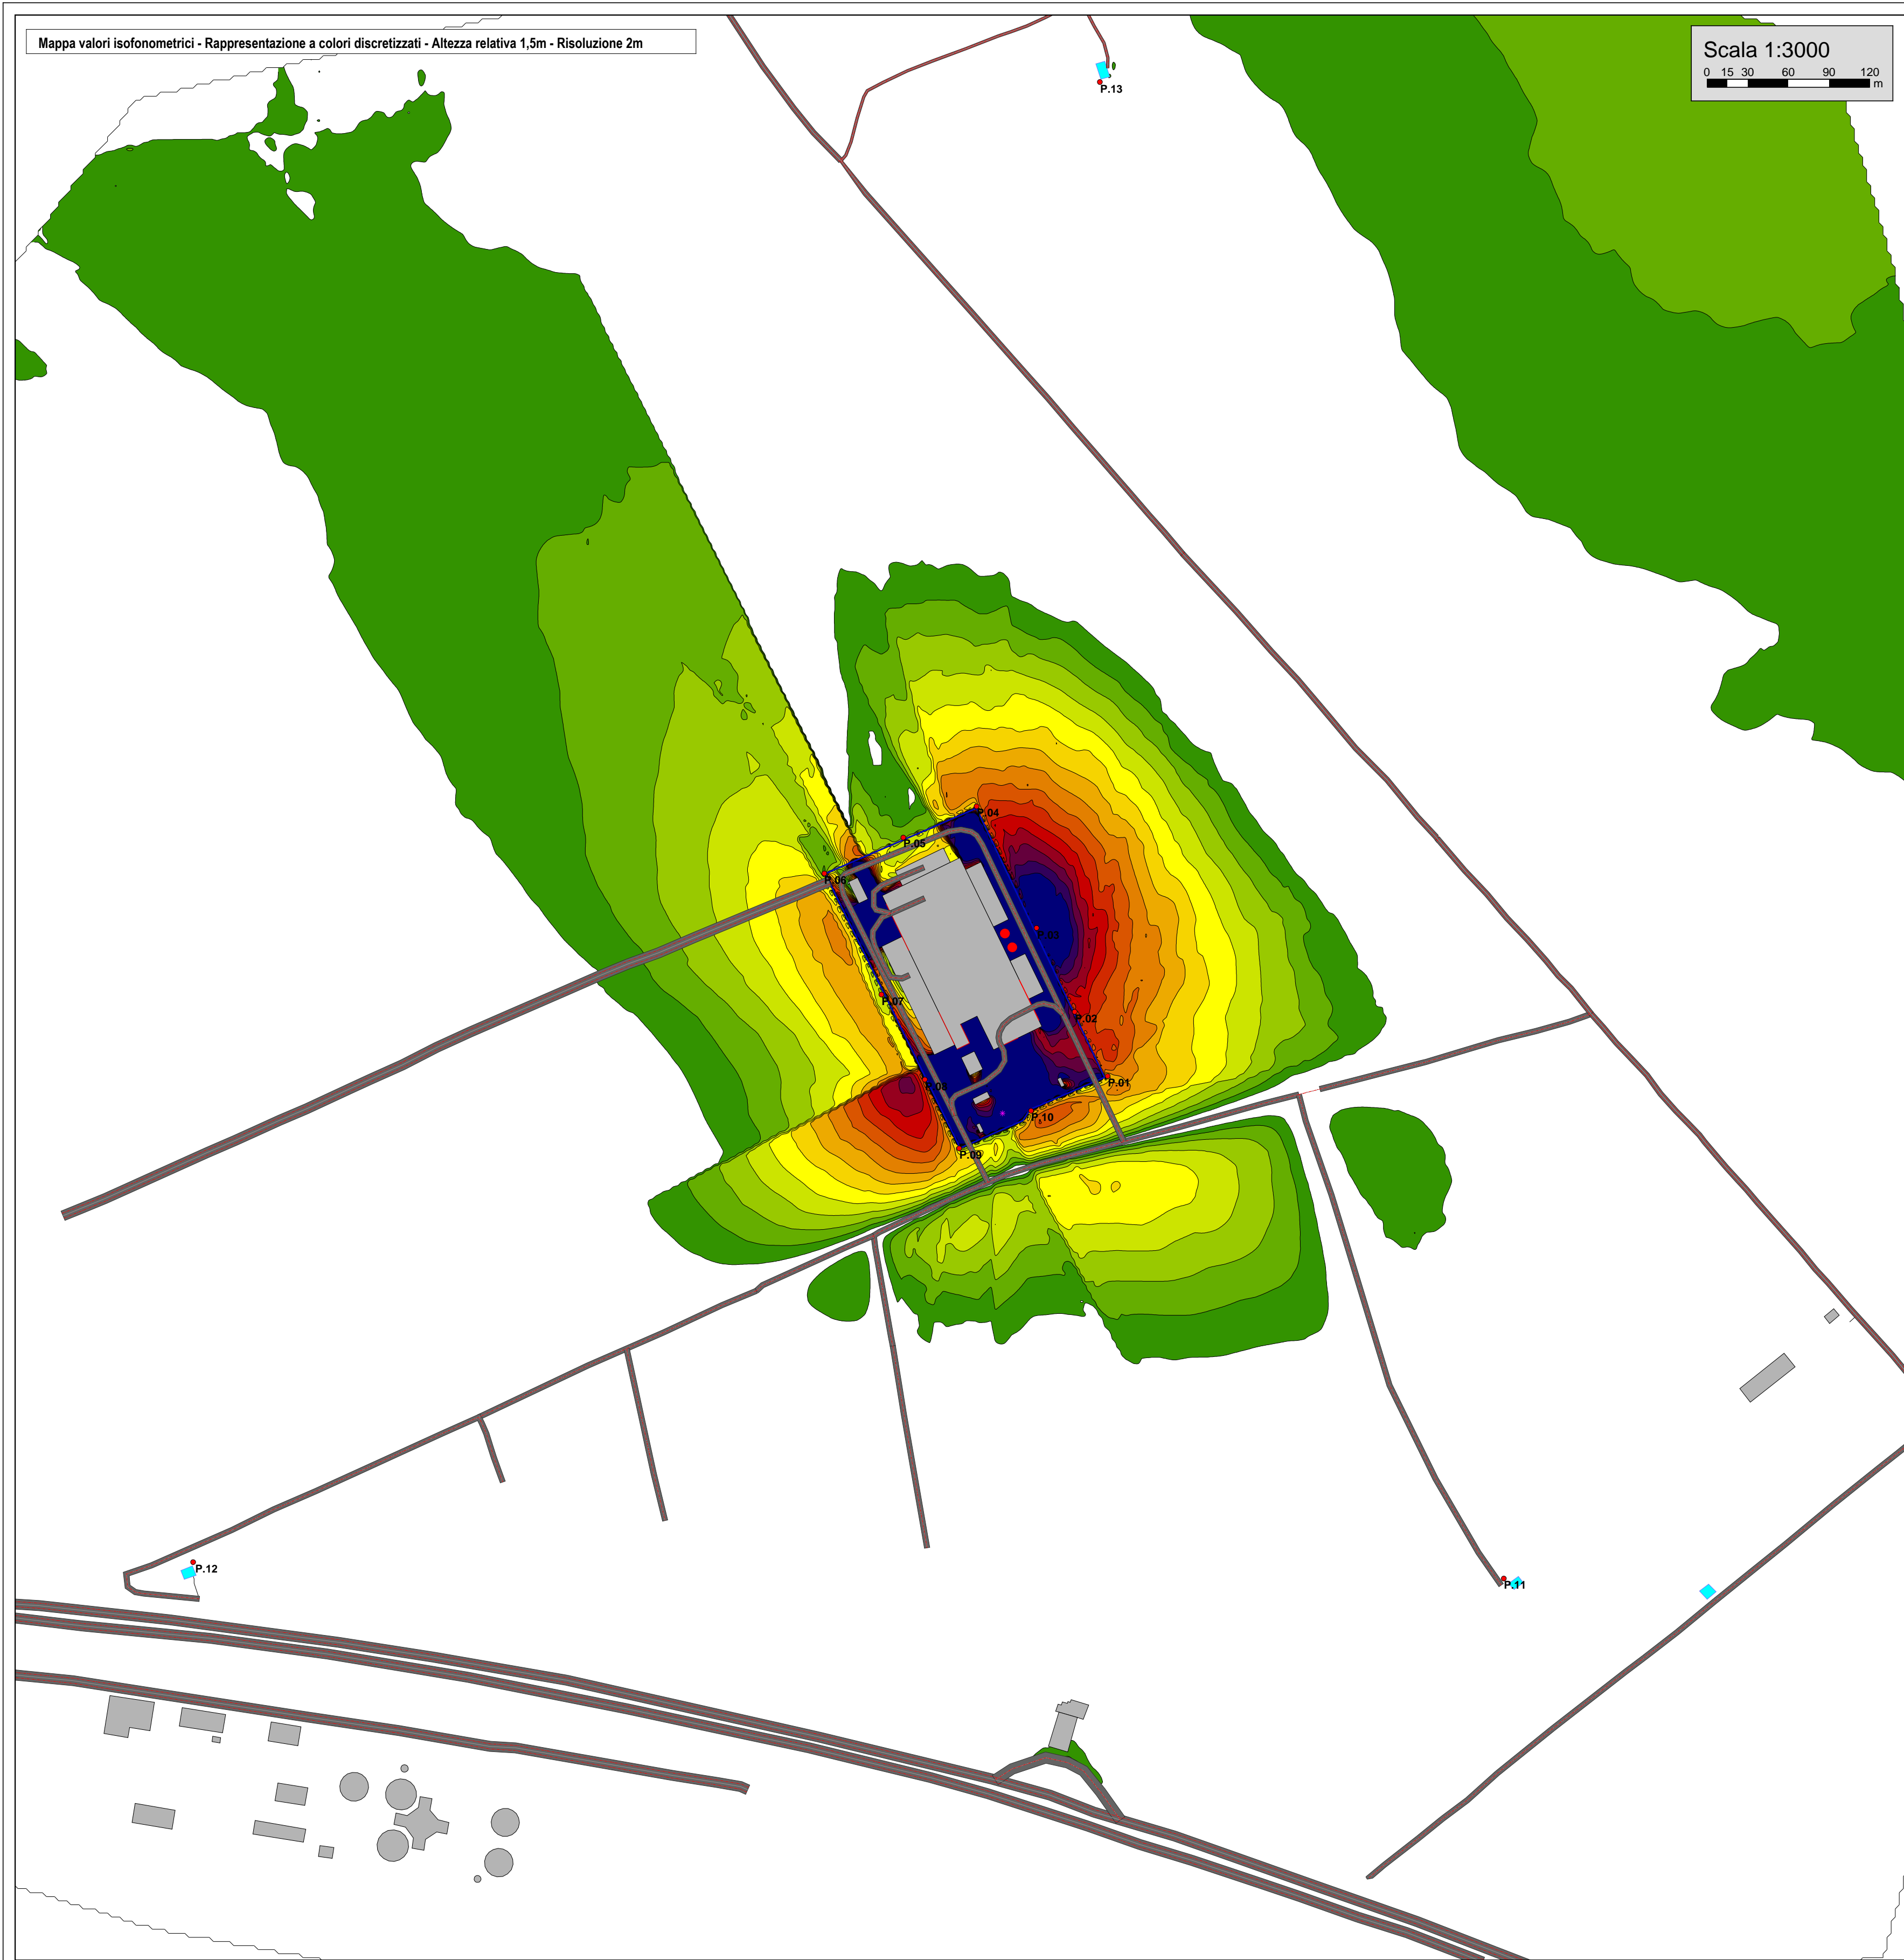 Mappa valori isofonometrici - Rappresentazione a colori discretizzati - Altezza relativa 1,5m - Risoluzione 2m
Scala 1:3000
0 15 30 60 90 120
m
P.13
P.04
P.05
P.06
P.03
P.07
P.02
P.01
P.08
P.10
P.09
P.12
P.11